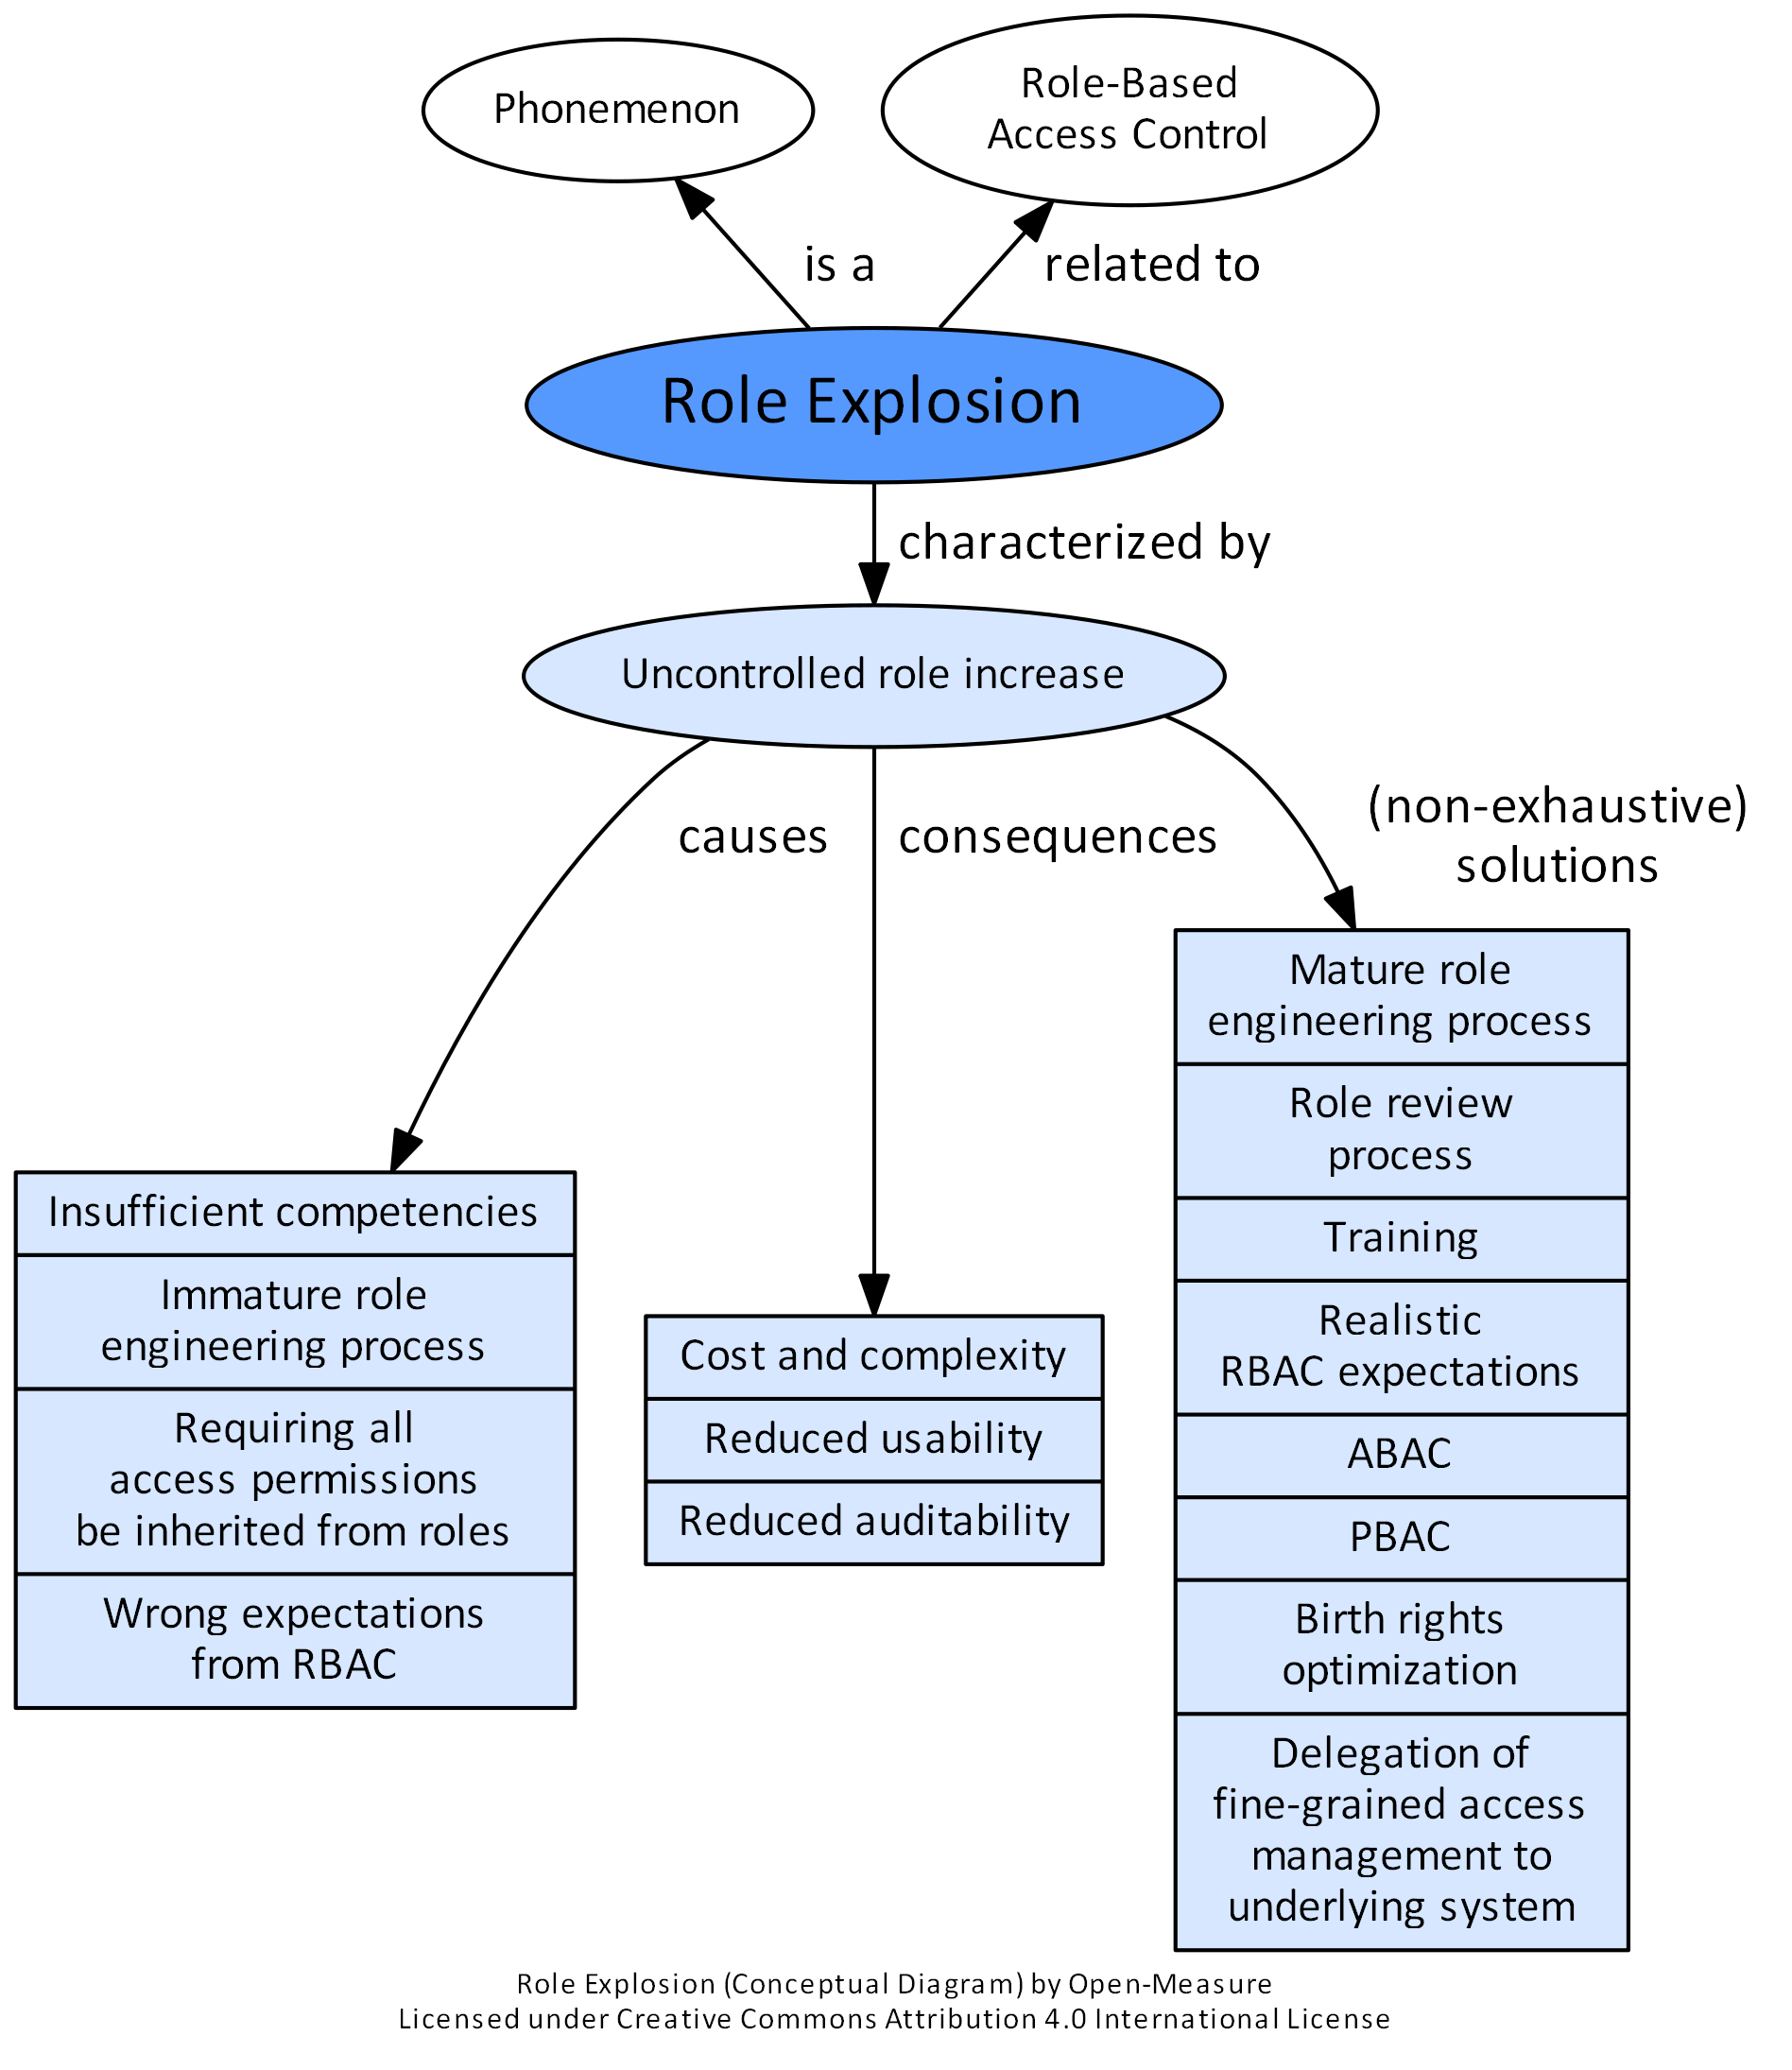 Phonemenon
Role-Based
Access Control
is a
related to
Role Explosion
characterized by
Uncontrolled role increase
causes
consequences
(non-exhaustive)
solutions
Insufficient competencies
Immature role
engineering process
Requiring all
access permissions
be inherited from roles
Wrong expectations
from RBAC
Cost and complexity
Reduced usability
Reduced auditability
Mature role
engineering process
Role review
process
Training
Realistic
RBAC expectations
ABAC
PBAC
Birth rights
optimization
Delegation of
fine-grained access
management to
underlying system
Role Explosion (Conceptual Diagram) by Open-Measure
Licensed under Creative Commons Attribution 4.0 International License